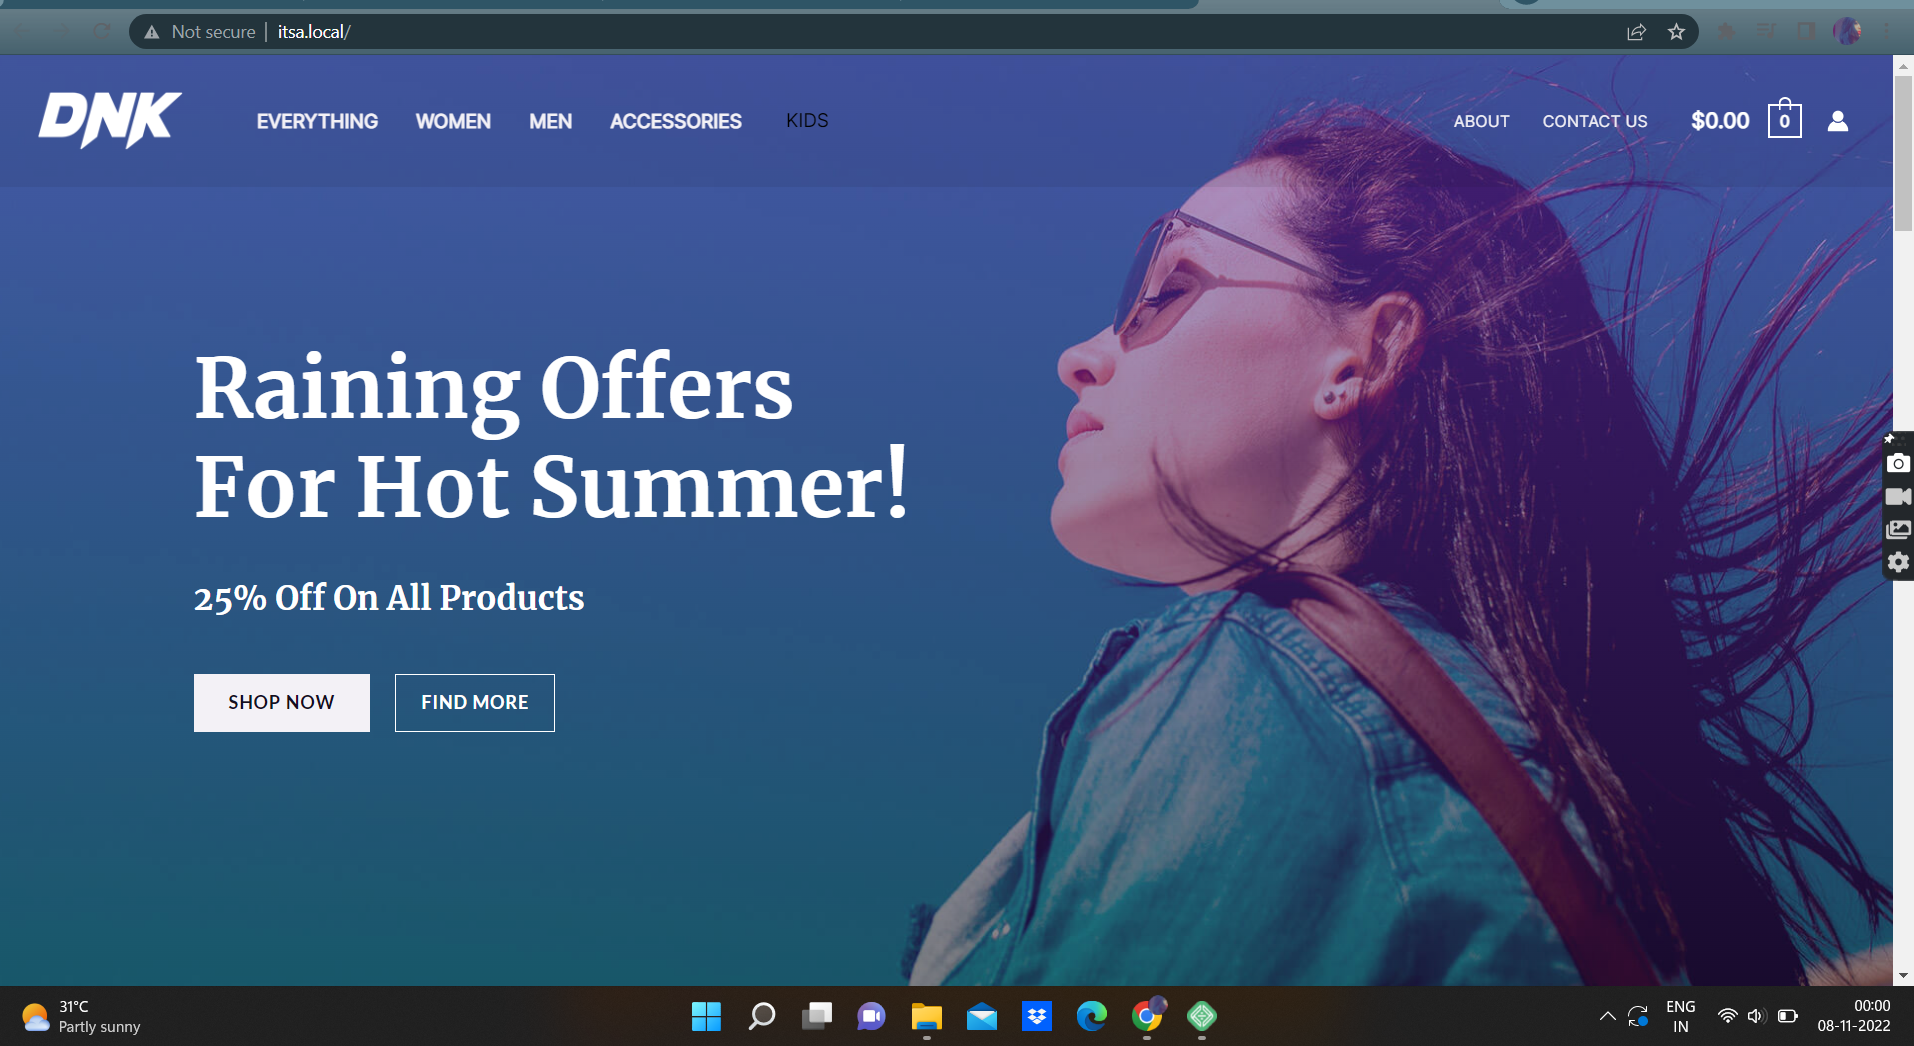 Not secure | itsa.local/
DNK
EVERYTHING WOMEN MEN ACCESSORIES KIDS
ABOUT CONTACT US $0.00 0
Raining Offers
For Hot Summer!
25% Off On All Products
SHOP NOW FIND MORE
31°C
Partly sunny
ENG
IN
00:00
08-11-2022